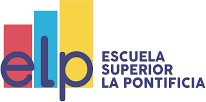 elp
ESCUELA
SUPERIOR
LA PONTIFICIA